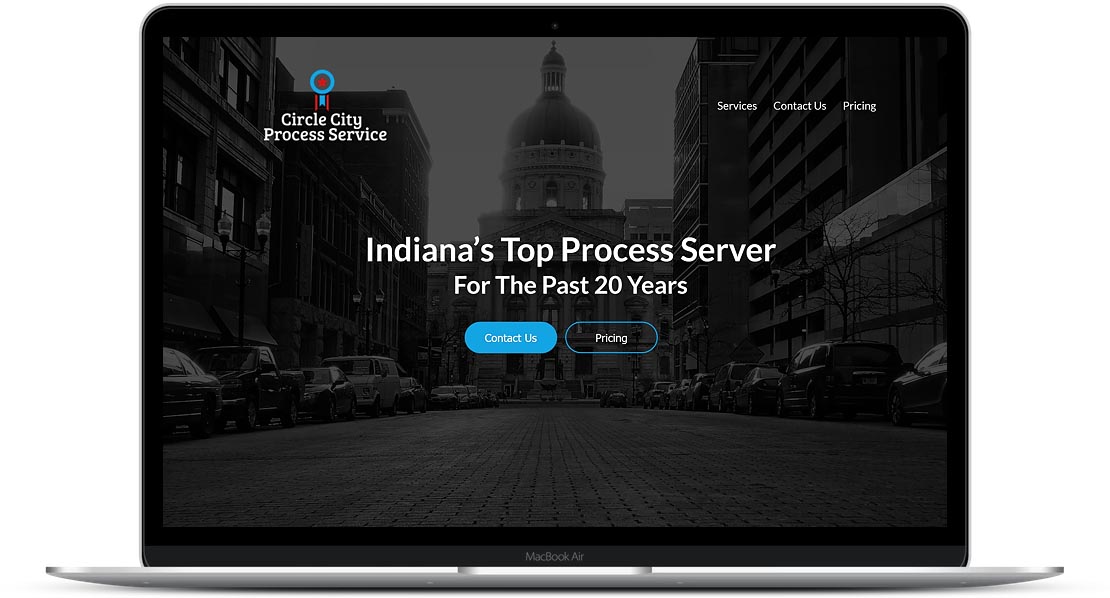 Circle City
Process Service
Services Contact Us Pricing
Indiana's Top Process Server
For The Past 20 Years
Contact Us Pricing
MacBook Air